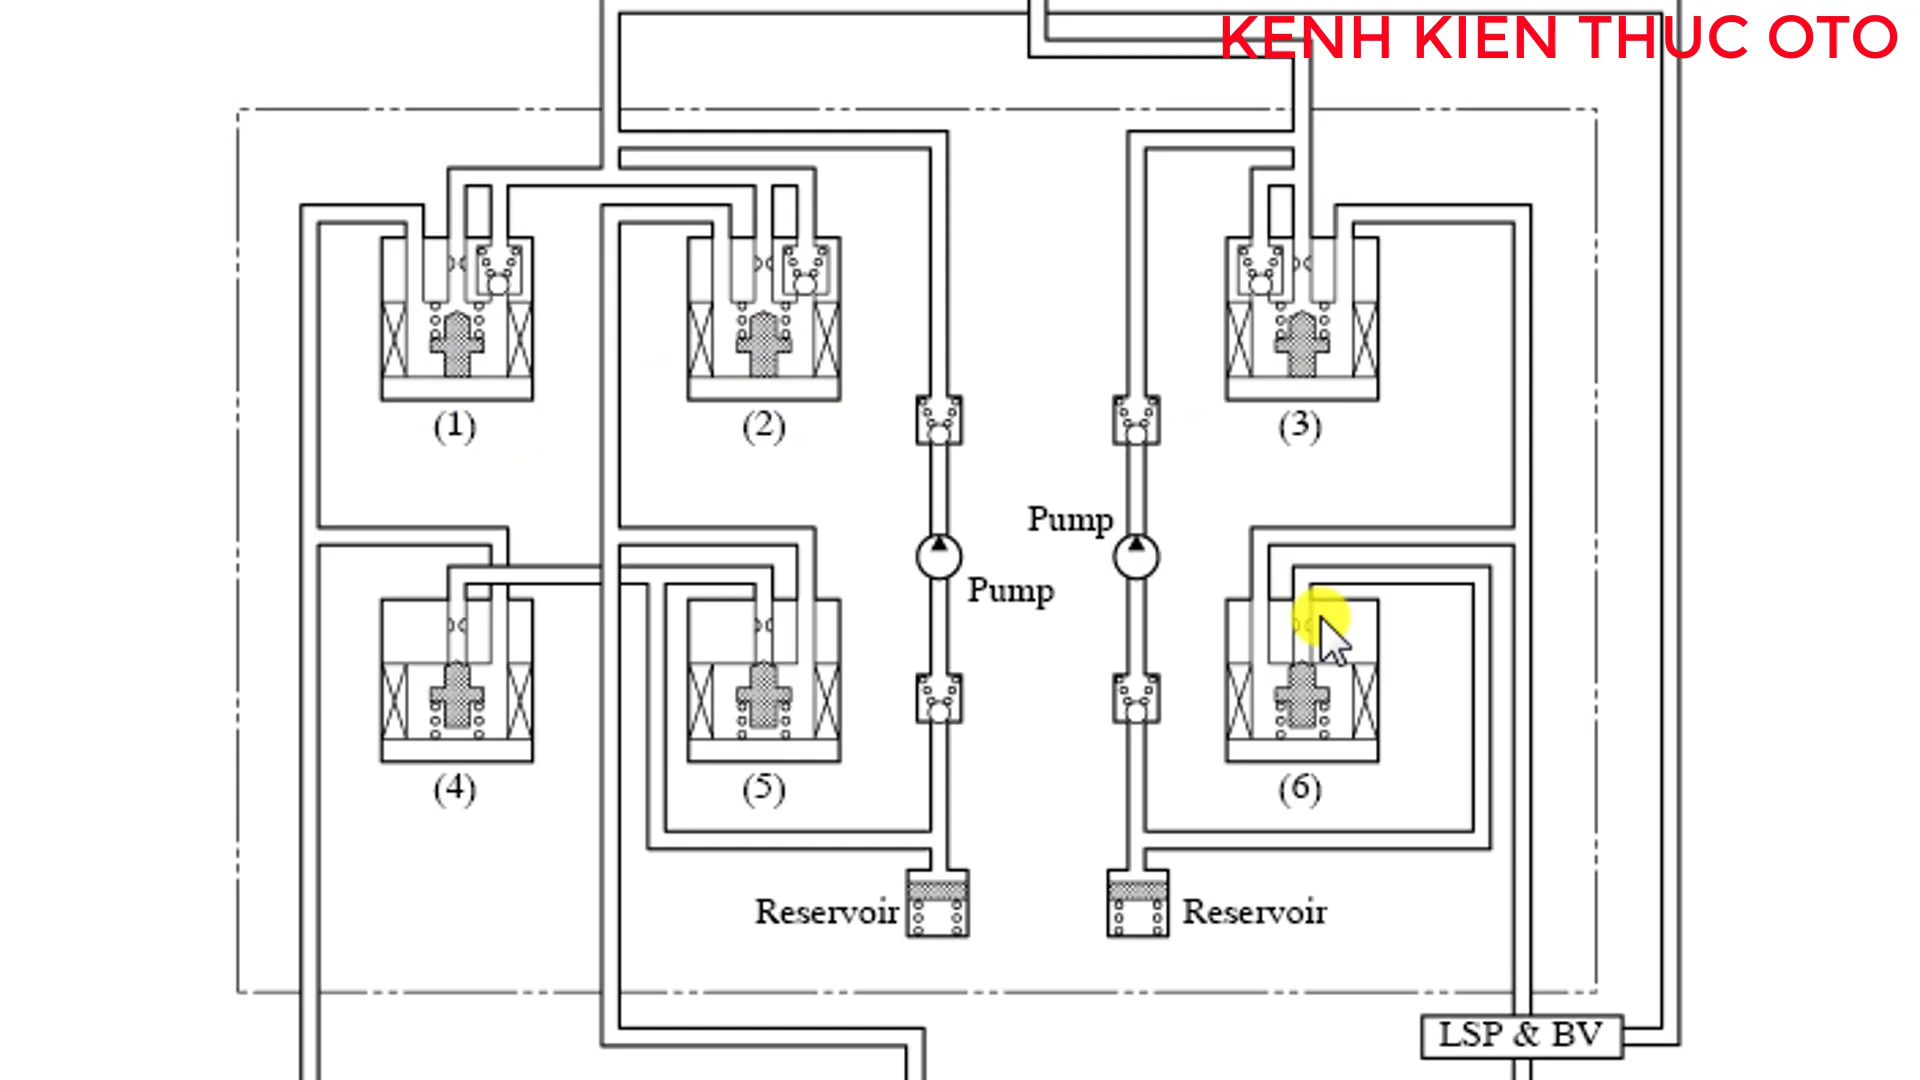 KENH KIEN THUC OTO
(1)
(2)
(3)
Pump
Pump
(4)
(5)
(6)
Reservoir
Reservoir
LSP & BV